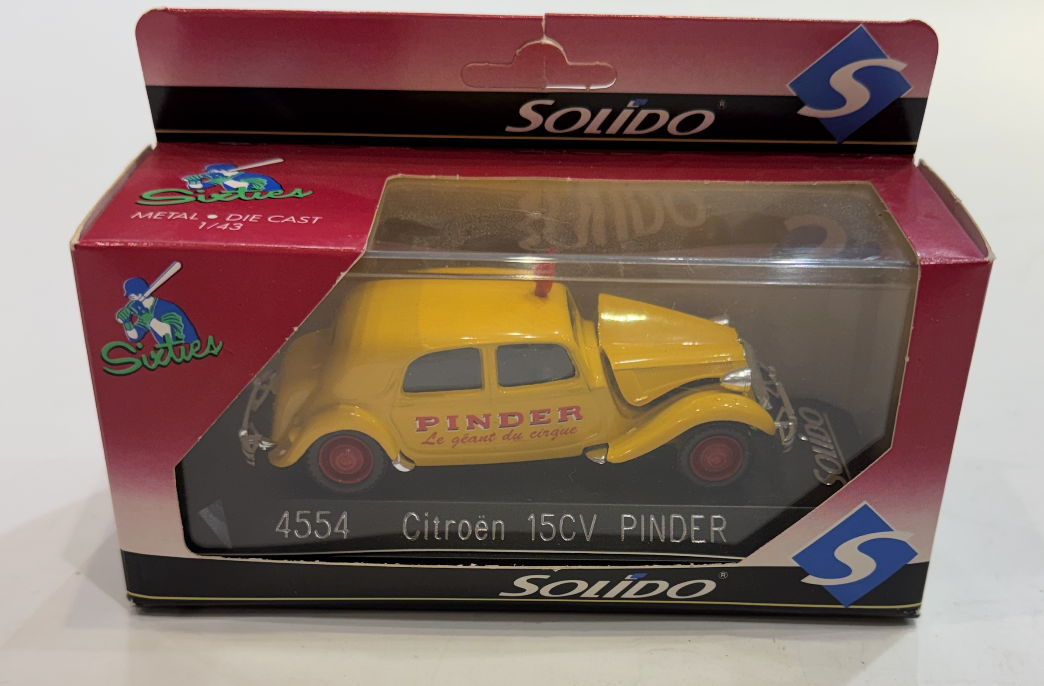 SOLIDO®
S
Sixties
METAL • DIE CAST
1/43
SOLIDO
S
Sixties
PINDER
Le géant du cirque
SOLIDO
4554 Citroën 15CV PINDER
S
SOLIDO®